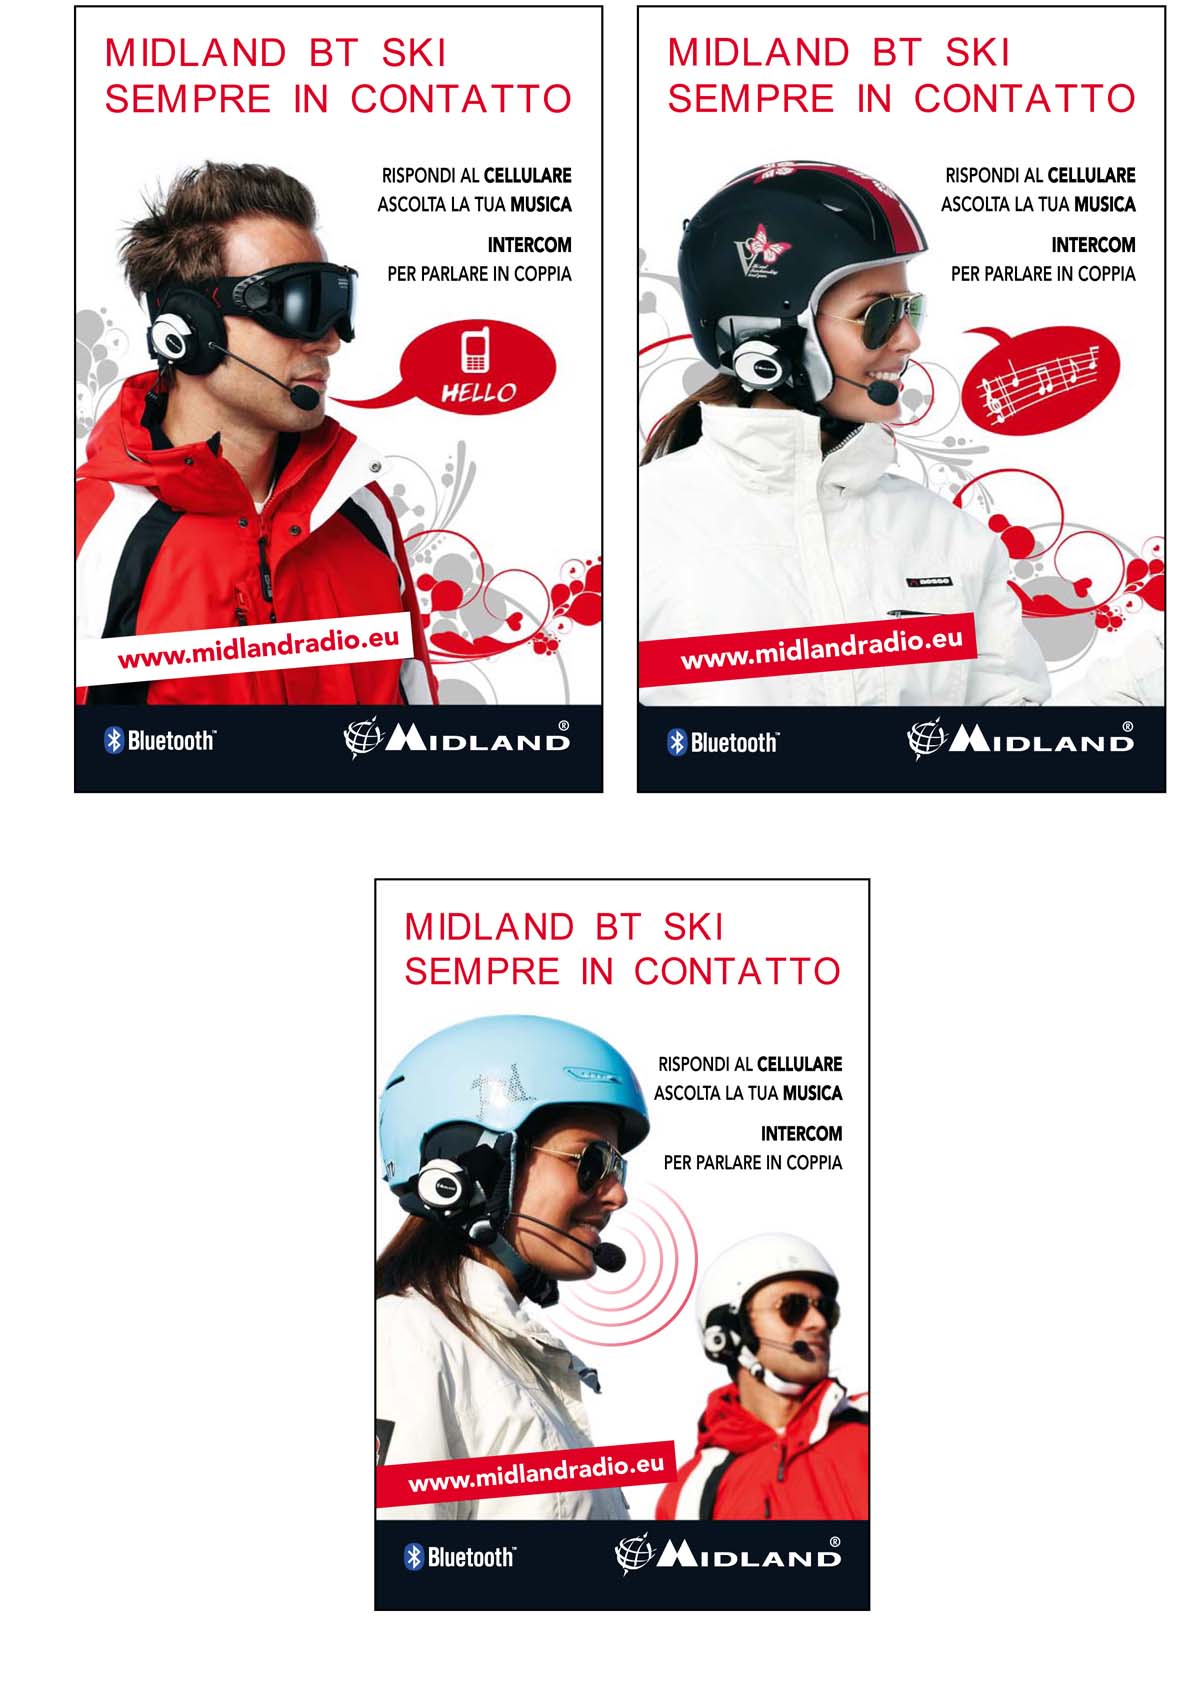 MIDLAND BT SKI
SEMPRE IN CONTATTO
RISPONDI AL CELLULARE
ASCOLTA LA TUA MUSICA
INTERCOM
PER PARLARE IN COPPIA
HELLO
www.midlandradio.eu
Bluetooth™
MIDLAND®
MIDLAND BT SKI
SEMPRE IN CONTATTO
RISPONDI AL CELLULARE
ASCOLTA LA TUA MUSICA
INTERCOM
PER PARLARE IN COPPIA
www.midlandradio.eu
Bluetooth™
MIDLAND®
MIDLAND BT SKI
SEMPRE IN CONTATTO
RISPONDI AL CELLULARE
ASCOLTA LA TUA MUSICA
INTERCOM
PER PARLARE IN COPPIA
www.midlandradio.eu
Bluetooth™
MIDLAND®